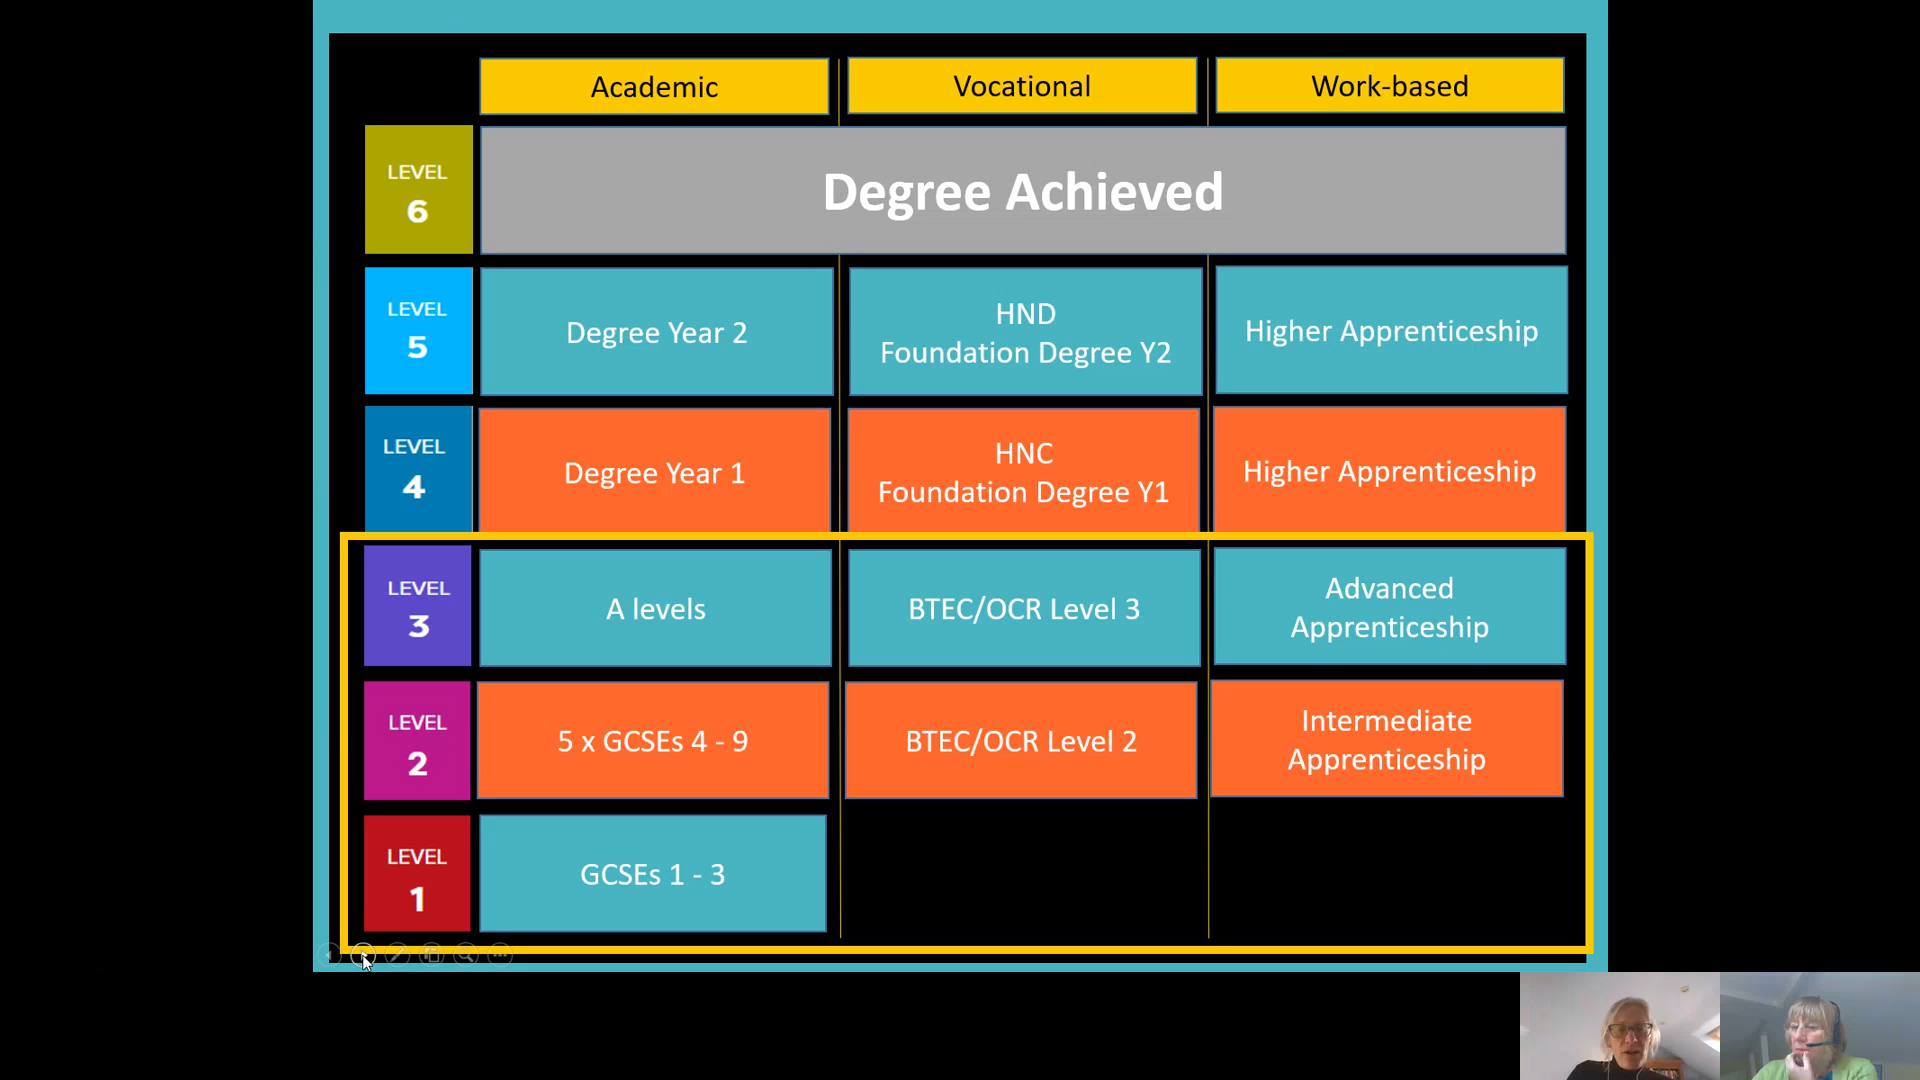 Academic
Vocational
Work-based
LEVEL
6
Degree Achieved
LEVEL
5
Degree Year 2
HND
Foundation Degree Y2
Higher Apprenticeship
LEVEL
4
Degree Year 1
HNC
Foundation Degree Y1
Higher Apprenticeship
LEVEL
3
A levels
BTEC/OCR Level 3
Advanced
Apprenticeship
LEVEL
2
5 x GCSEs 4 - 9
BTEC/OCR Level 2
Intermediate
Apprenticeship
LEVEL
1
GCSEs 1 - 3